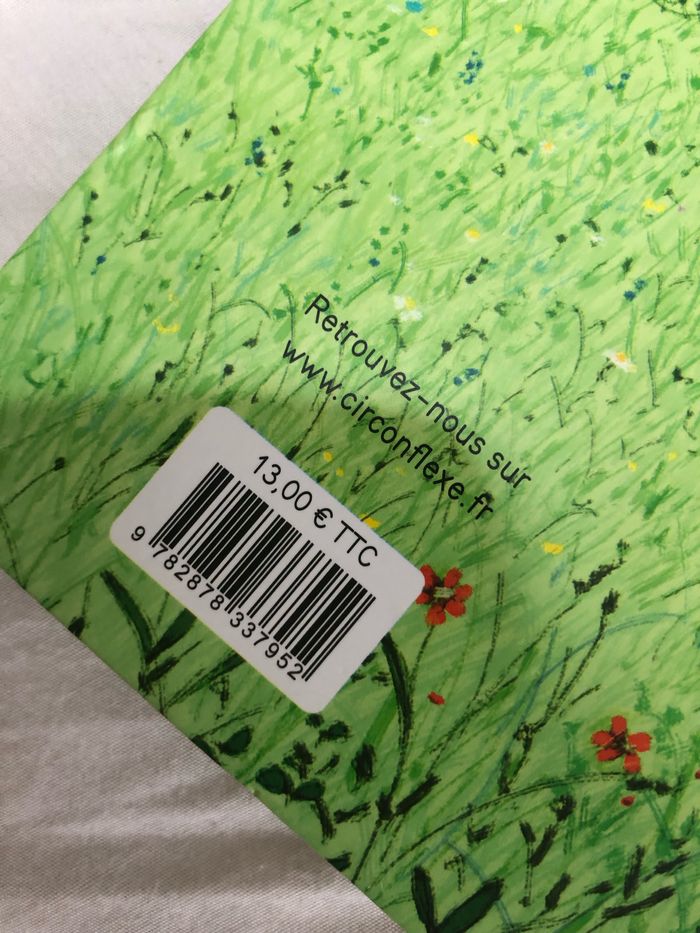 Retrouvez-nous sur
www.circonflexe.fr
13,00 € TTC
9 782878 337952